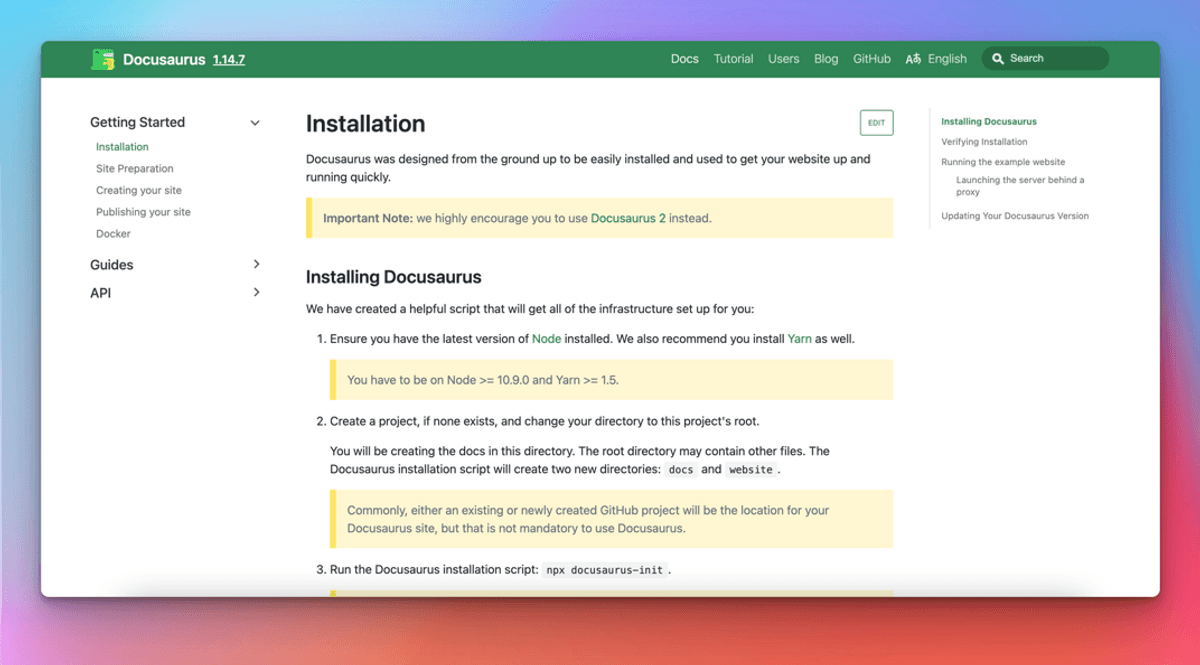 Docusaurus 1.14.7
Docs Tutorial Users Blog GitHub Aあ English Search
Getting Started
Installation
Site Preparation
Creating your site
Publishing your site
Docker
Guides
API
Installation
EDIT
Docusaurus was designed from the ground up to be easily installed and used to get your website up and
running quickly.
Important Note: we highly encourage you to use Docusaurus 2 instead.
Installing Docusaurus
We have created a helpful script that will get all of the infrastructure set up for you:
1. Ensure you have the latest version of Node installed. We also recommend you install Yarn as well.
You have to be on Node >= 10.9.0 and Yarn >= 1.5.
2. Create a project, if none exists, and change your directory to this project's root.
You will be creating the docs in this directory. The root directory may contain other files. The
Docusaurus installation script will create two new directories: docs and website.
Commonly, either an existing or newly created GitHub project will be the location for your
Docusaurus site, but that is not mandatory to use Docusaurus.
3. Run the Docusaurus installation script: npx docusaurus-init.
Installing Docusaurus
Verifying Installation
Running the example website
Launching the server behind a
proxy
Updating Your Docusaurus Version